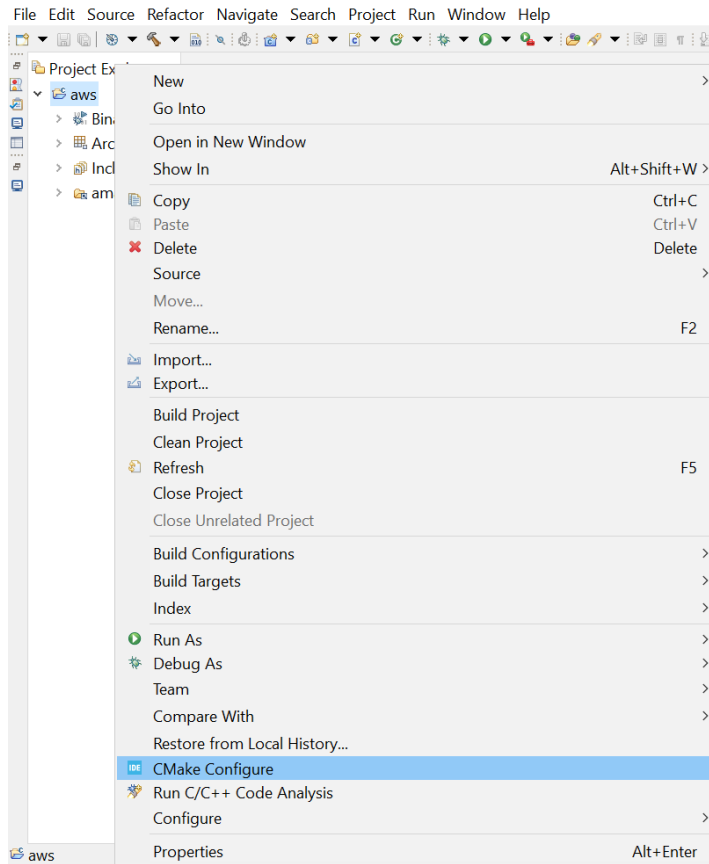 File Edit Source Refactor Navigate Search Project Run Window Help
Project Ex
aws
Bina
Arc
Incl
am
New
Go Into
Open in New Window
Show In Alt+Shift+W
Copy Ctrl+C
Paste Ctrl+V
Delete Delete
Source
Move...
Rename... F2
Import...
Export...
Build Project
Clean Project
Refresh F5
Close Project
Close Unrelated Project
Build Configurations
Build Targets
Index
Run As
Debug As
Team
Compare With
Restore from Local History...
IDE CMake Configure
Run C/C++ Code Analysis
Configure
Properties Alt+Enter
aws